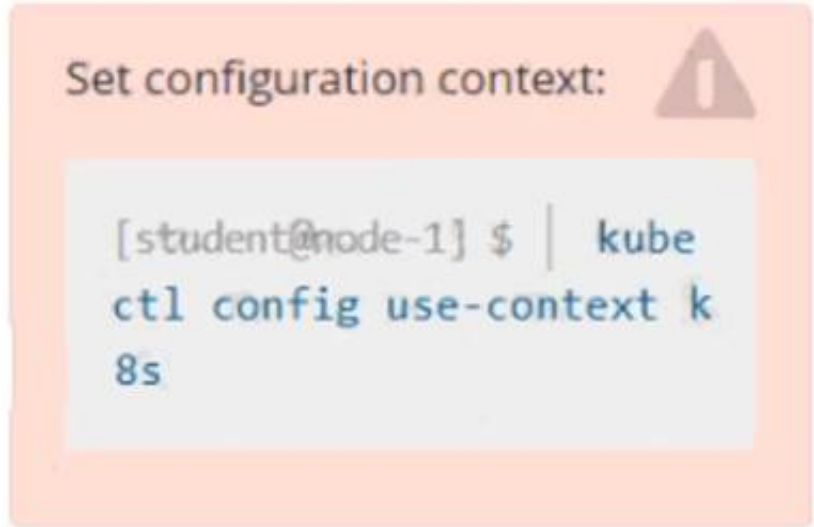 Set configuration context:
[student@node-1] $ | kube
ctl config use-context k
8s